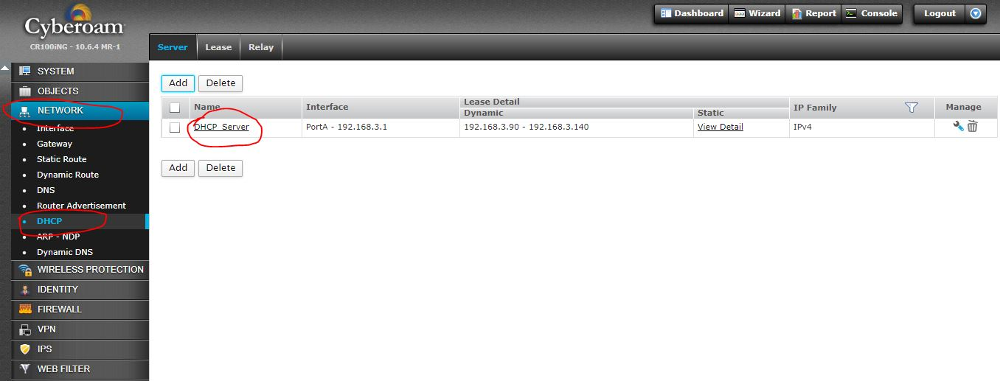 Cyberoam
CR100iNG - 10.6.4 MR-1
Dashboard Wizard Report Console Logout
Server Lease Relay
SYSTEM
OBJECTS
NETWORK
Interface
Gateway
Static Route
Dynamic Route
DNS
Router Advertisement
DHCP
ARP - NDP
Dynamic DNS
WIRELESS PROTECTION
IDENTITY
FIREWALL
VPN
IPS
WEB FILTER
Add Delete
Name Interface Lease Detail IP Family Manage
Dynamic Static
DHCP_Server PortA - 192.168.3.1 192.168.3.90 - 192.168.3.140 View Detail IPv4
Add Delete